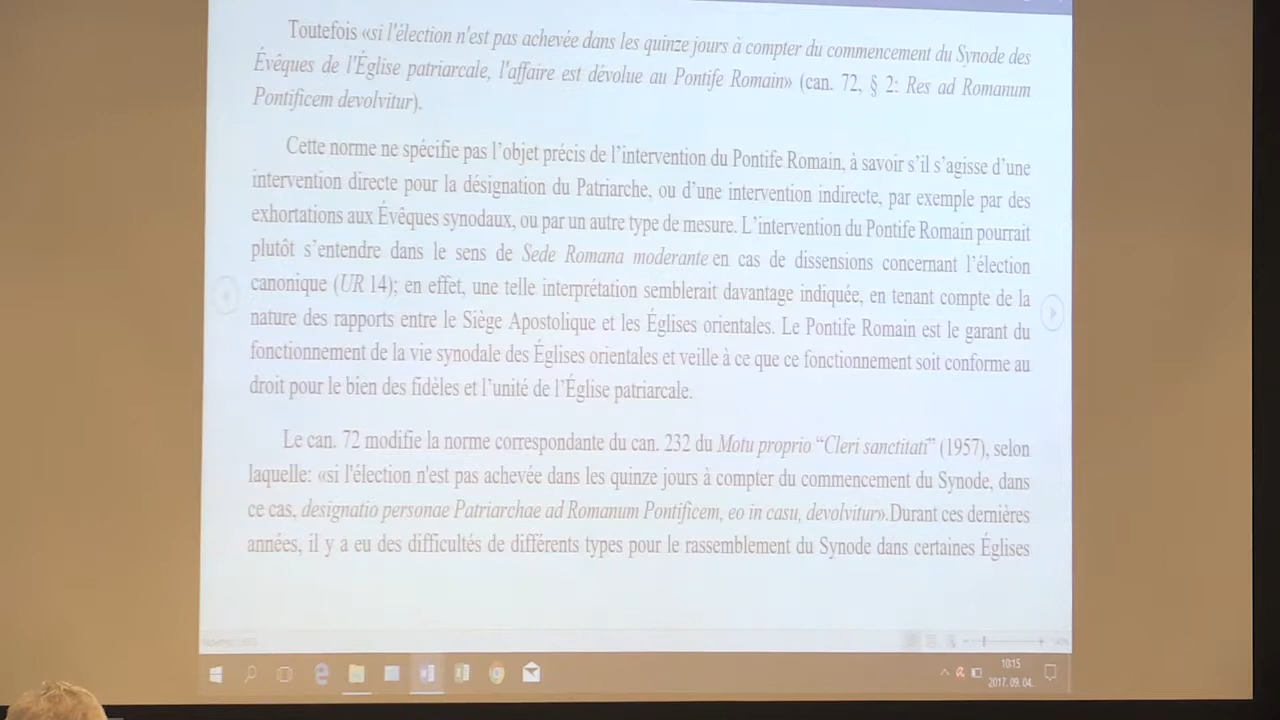 Toutefois «si l'élection n'est pas achevée dans les quinze jours à compter du commencement du Synode des
Évêques de l'Église patriarcale, l'affaire est dévolue au Pontife Romain» (can. 72, § 2: Res ad Romanum
Pontificem devolvitur).
Cette norme ne spécifie pas l’objet précis de l’intervention du Pontife Romain, à savoir s’il s’agisse d’une
intervention directe pour la désignation du Patriarche, ou d’une intervention indirecte, par exemple par des
exhortations aux Évêques synodaux, ou par un autre type de mesure. L’intervention du Pontife Romain pourrait
plutôt s’entendre dans le sens de Sede Romana moderante en cas de dissensions concernant l’élection
canonique (UR 14); en effet, une telle interprétation semblerait davantage indiquée, en tenant compte de la
nature des rapports entre le Siège Apostolique et les Églises orientales. Le Pontife Romain est le garant du
fonctionnement de la vie synodale des Églises orientales et veille à ce que ce fonctionnement soit conforme au
droit pour le bien des fidèles et l’unité de l’Église patriarcale.
Le can. 72 modifie la norme correspondante du can. 232 du Motu proprio “Cleri sanctitati” (1957), selon
laquelle: «si l'élection n'est pas achevée dans les quinze jours à compter du commencement du Synode, dans
ce cas, designatio personae Patriarchae ad Romanum Pontificem, eo in casu, devolvitur».Durant ces dernières
années, il y a eu des difficultés de différents types pour le rassemblement du Synode dans certaines Églises
10:15
2017. 09. 04.